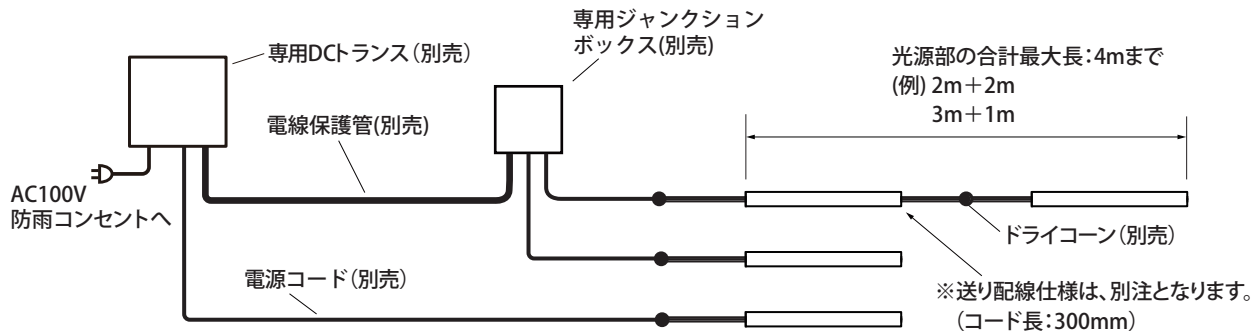 専用DCトランス（別売）
専用ジャンクション
ボックス(別売)
光源部の合計最大長：4mまで
(例) 2m＋2m
3m＋1m
電線保護管(別売)
AC100V
防雨コンセントへ
ドライコーン（別売）
電源コード（別売）
※送り配線仕様は、別注となります。
（コード長：300mm）